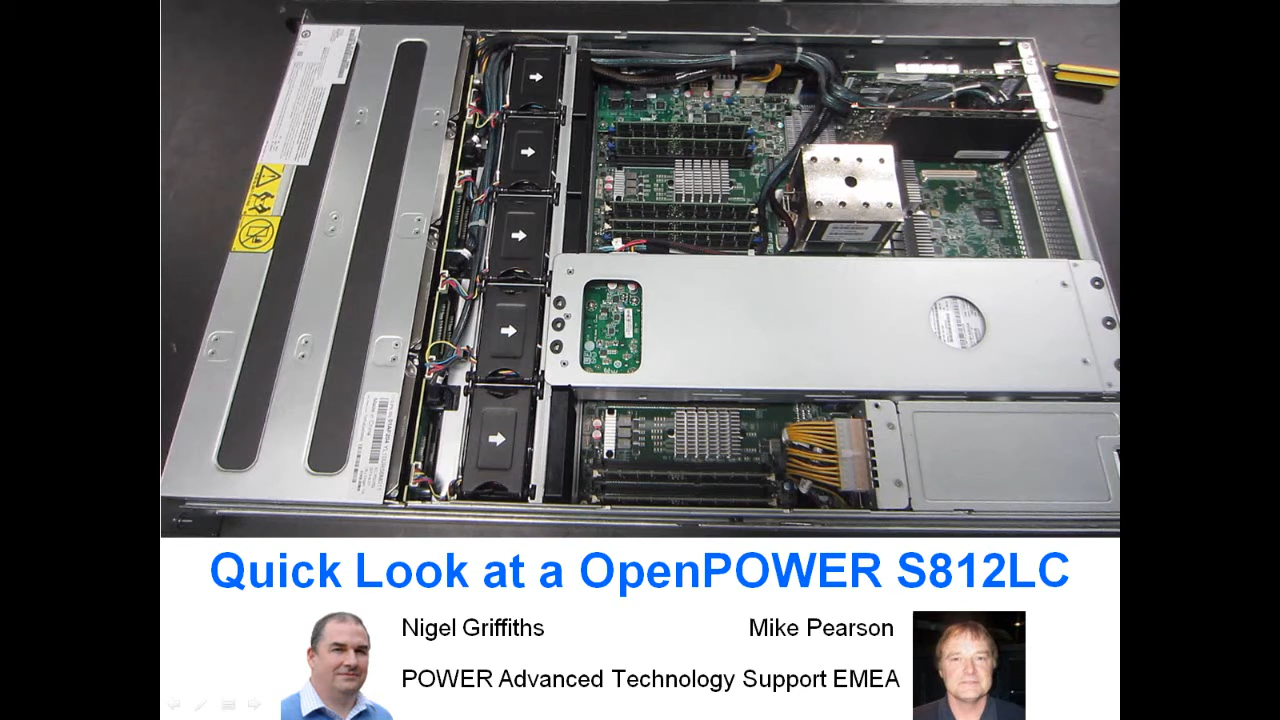 Quick Look at a OpenPOWER S812LC
Nigel Griffiths
Mike Pearson
POWER Advanced Technology Support EMEA